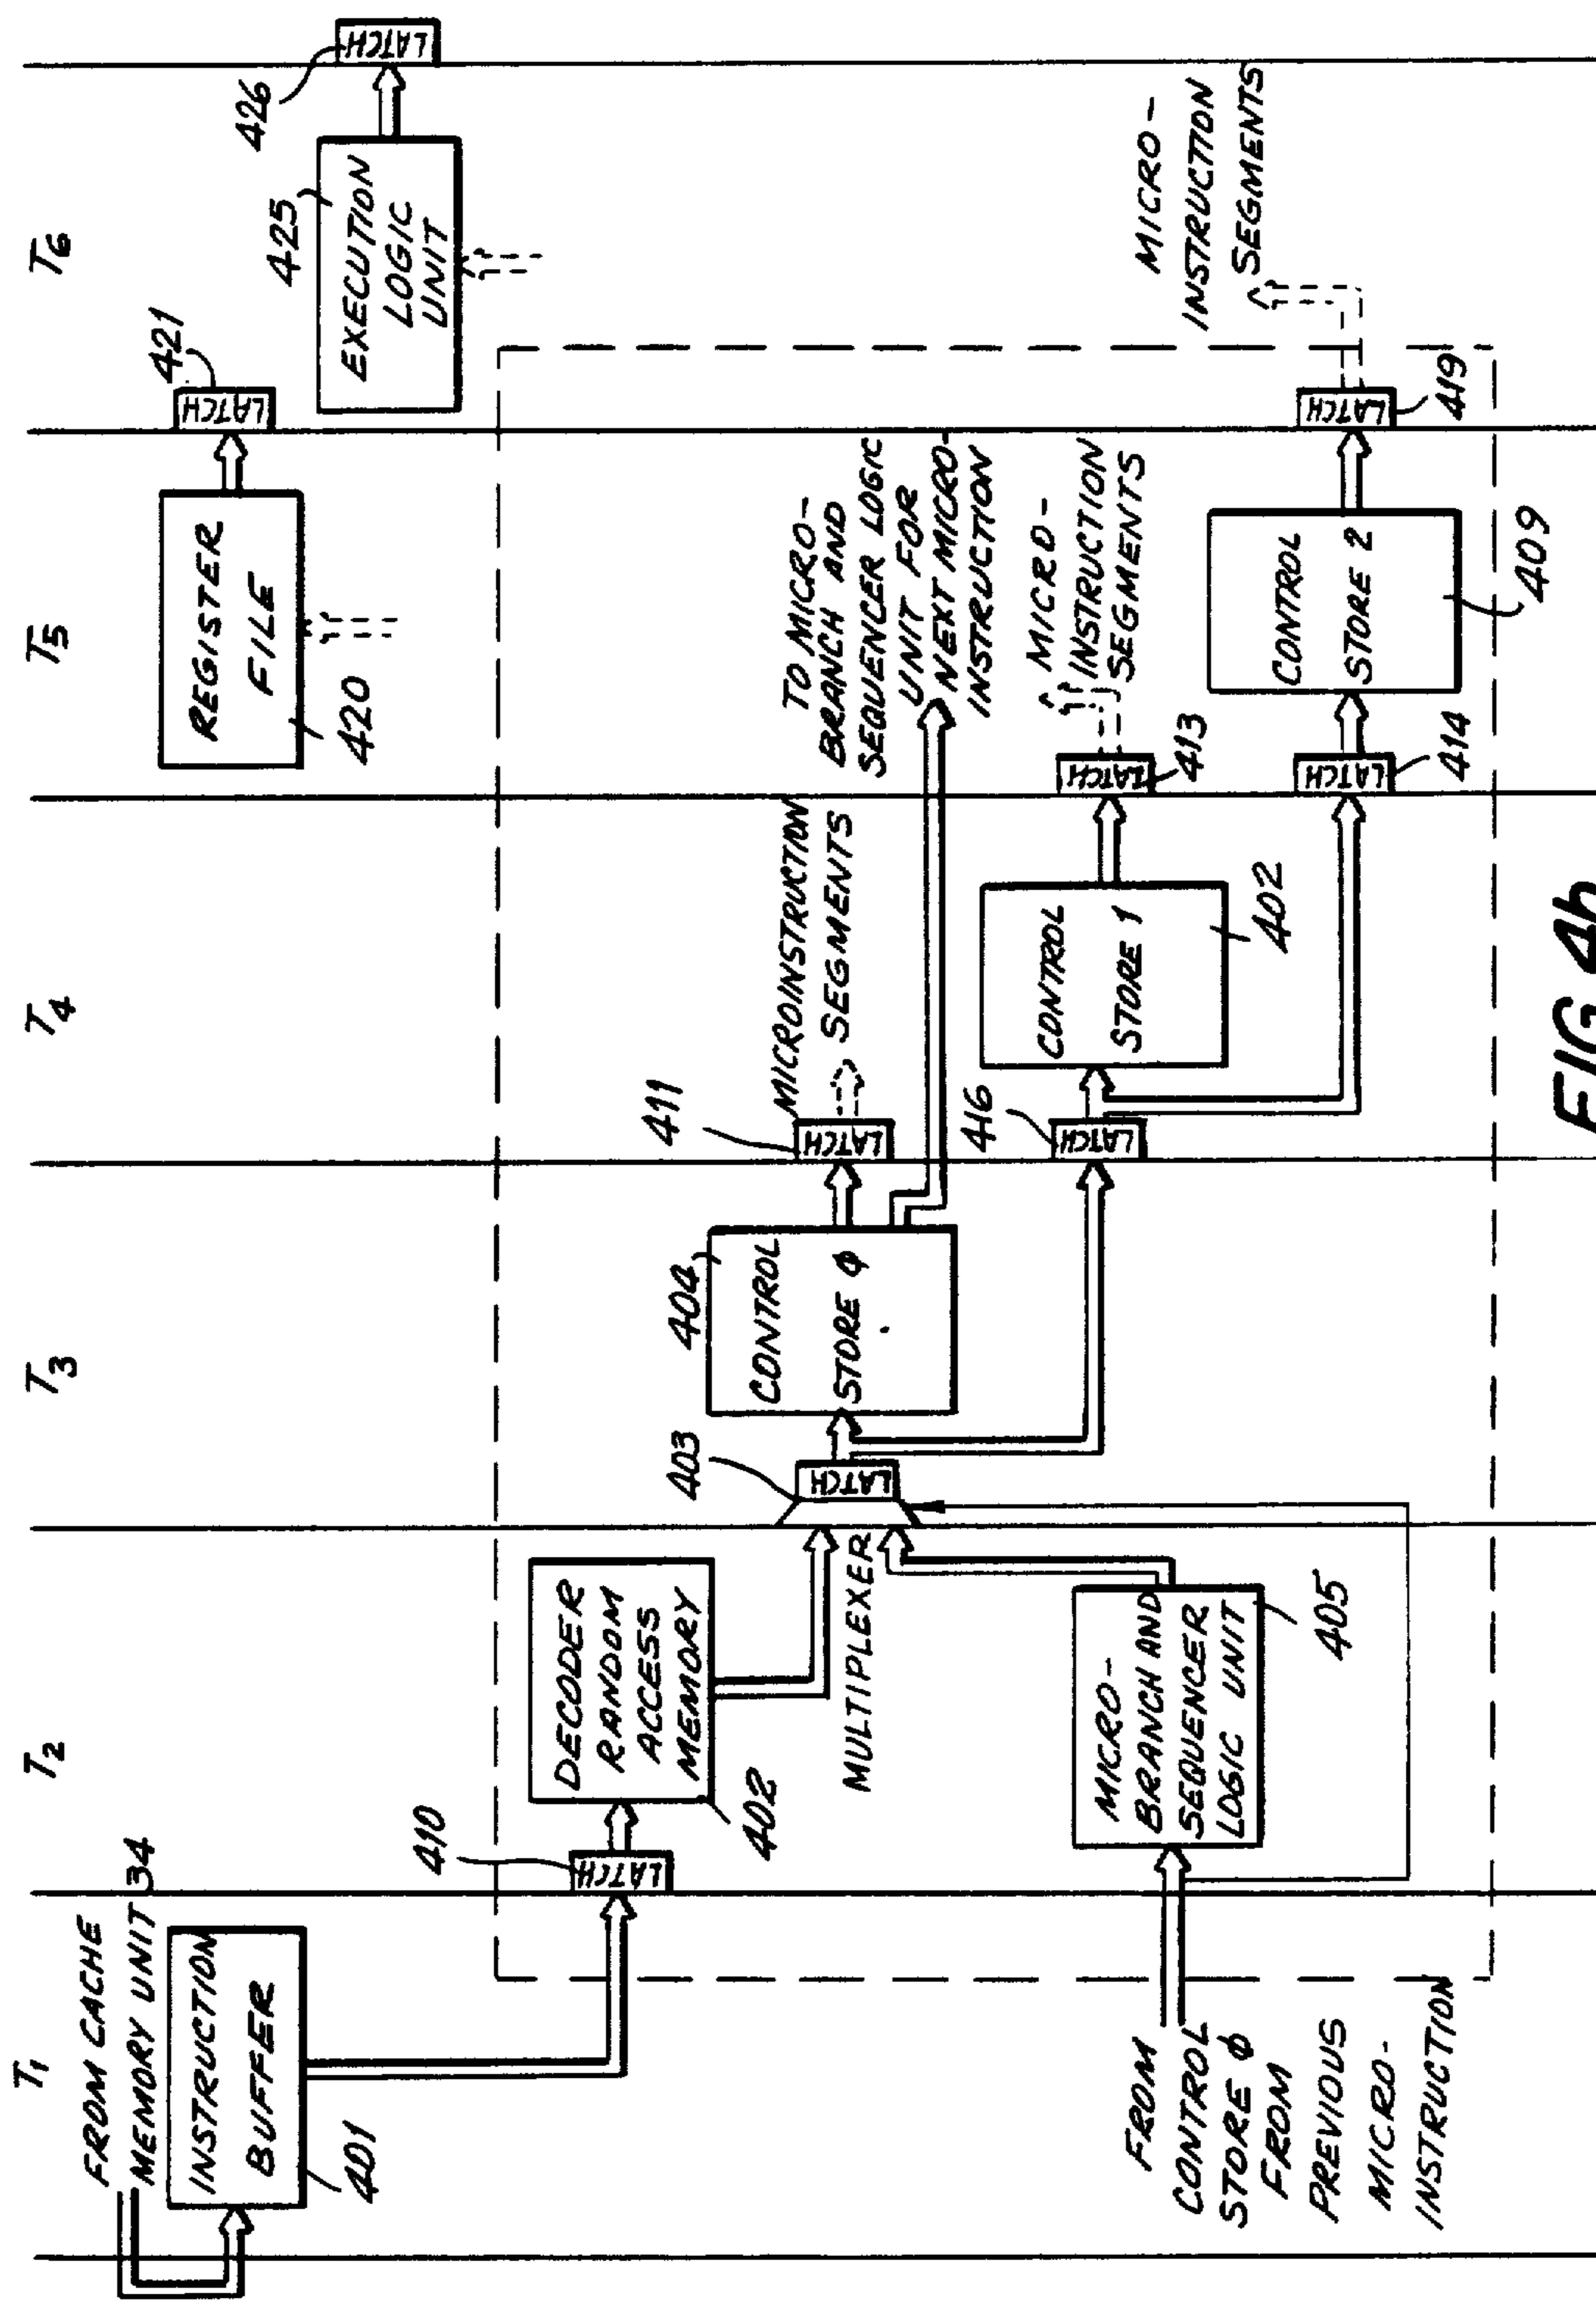 T1
T2
T3
T4
T5
T6
FROM CACHE
MEMORY UNIT 34
INSTRUCTION
BUFFER
401
LATCH
410
DECODER
RANDOM
ACCESS
MEMORY
402
MULTIPLEXER
FROM
CONTROL
STORE ϕ
FROM
PREVIOUS
MICRO-
INSTRUCTION
MICRO-
BRANCH AND
SEQUENCER
LOGIC UNIT
405
403
LATCH
404
CONTROL
STORE ϕ
411
LATCH
MICROINSTRUCTION
SEGMENTS
416
LATCH
CONTROL
STORE 1
402
TO MICRO-
BRANCH AND
SEQUENCER LOGIC
UNIT FOR
NEXT MICRO-
INSTRUCTION
LATCH
413
MICRO-
INSTRUCTION
SEGMENTS
LATCH
414
CONTROL
STORE 2
409
LATCH
419
MICRO-
INSTRUCTION
SEGMENTS
REGISTER
FILE
420
LATCH
421
EXECUTION
LOGIC
UNIT
425
LATCH
426
FIG 4b